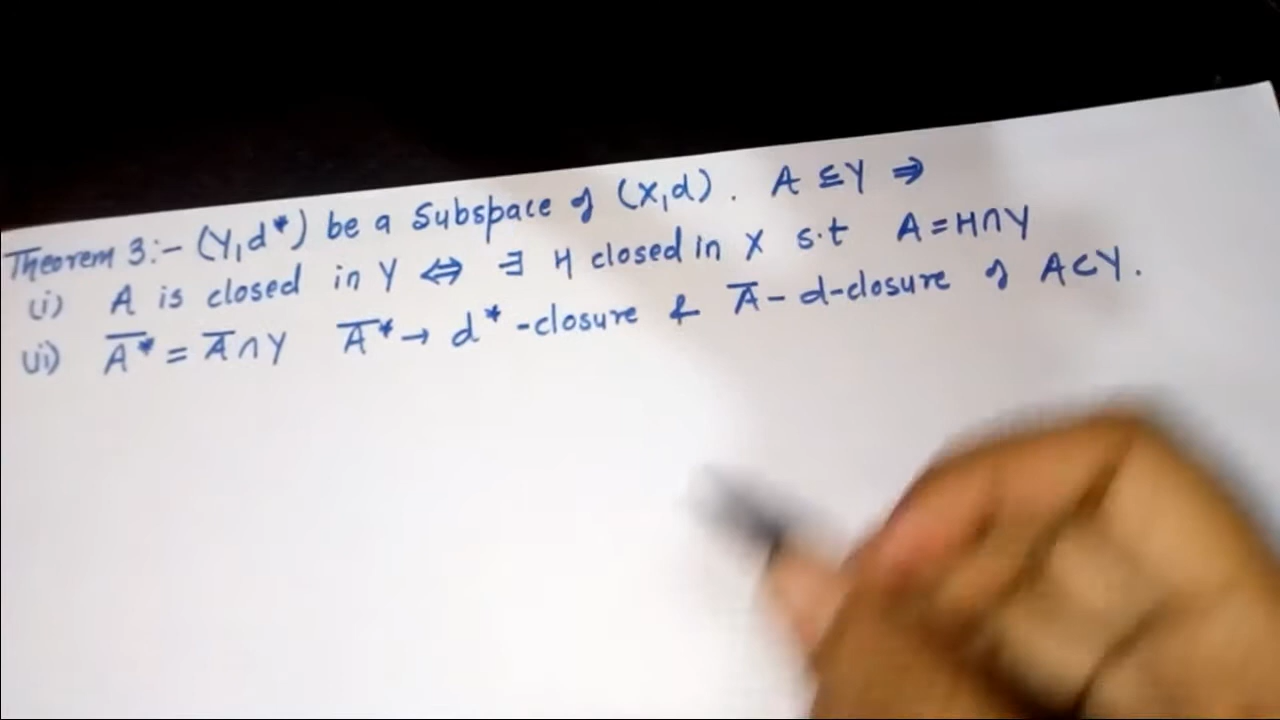 Theorem 3:- (Y,d*) be a Subspace of (X,d). A ⊆Y ⇒
(i) A is closed in Y ⇔ ∃ H closed in X s.t A=H∩Y
(ii) A̅* = A̅∩Y A̅*→ d*-closure & A̅- d-closure of A⊂Y.